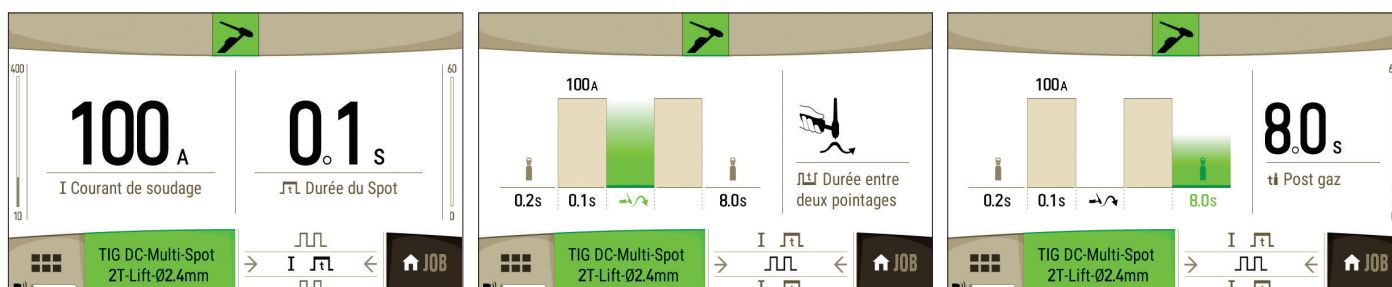 400
60
100 A
0.1 s
I Courant de soudage
t Durée du Spot
10
0
TIG DC-Multi-Spot
2T-Lift-Ø2.4mm
I t
JOB
100A
t Durée entre
deux pointages
0.2s
0.1s
8.0s
TIG DC-Multi-Spot
2T-Lift-Ø2.4mm
I t
I t
JOB
100A
8.0 s
t Post gaz
0.2s
0.1s
8.0s
TIG DC-Multi-Spot
2T-Lift-Ø2.4mm
I t
I t
JOB